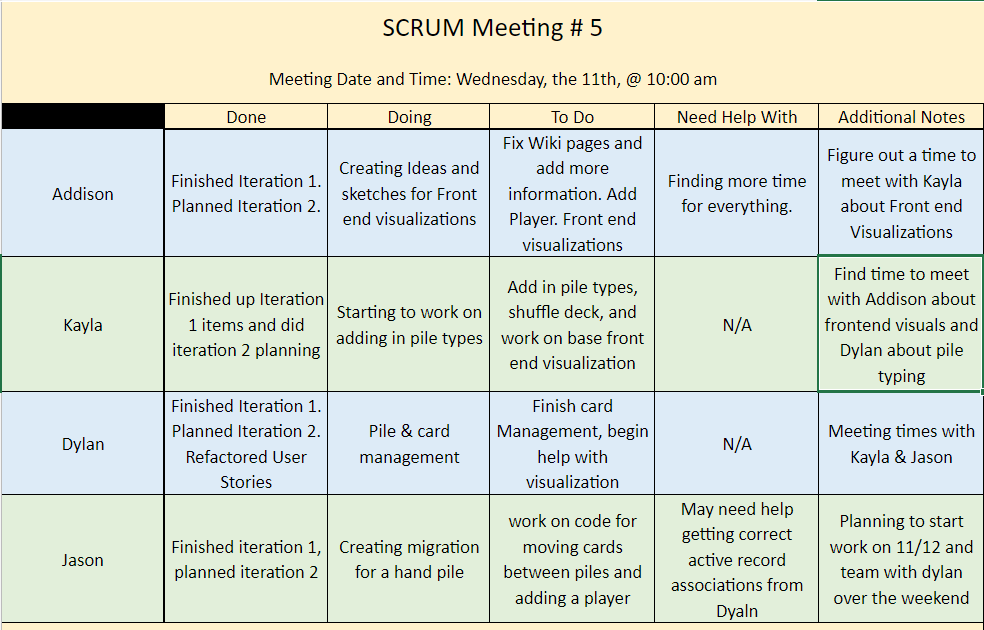 SCRUM Meeting # 5
Meeting Date and Time: Wednesday, the 11th, @ 10:00 am
Done
Doing
To Do
Need Help With
Additional Notes
Addison
Finished Iteration 1.
Planned Iteration 2.
Creating Ideas and
sketches for Front
end visualizations
Fix Wiki pages and
add more
information. Add
Player. Front end
visualizations
Finding more time
for everything.
Figure out a time to
meet with Kayla
about Front end
Visualizations
Kayla
Finished up Iteration
1 items and did
iteration 2 planning
Starting to work on
adding in pile types
Add in pile types,
shuffle deck, and
work on base front
end visualization
N/A
Find time to meet
with Addison about
frontend visuals and
Dylan about pile
typing
Dylan
Finished Iteration 1.
Planned Iteration 2.
Refactored User
Stories
Pile & card
management
Finish card
Management, begin
help with
visualization
N/A
Meeting times with
Kayla & Jason
Jason
Finished iteration 1,
planned iteration 2
Creating migration
for a hand pile
work on code for
moving cards
between piles and
adding a player
May need help
getting correct
active record
associations from
Dyaln
Planning to start
work on 11/12 and
team with dylan
over the weekend